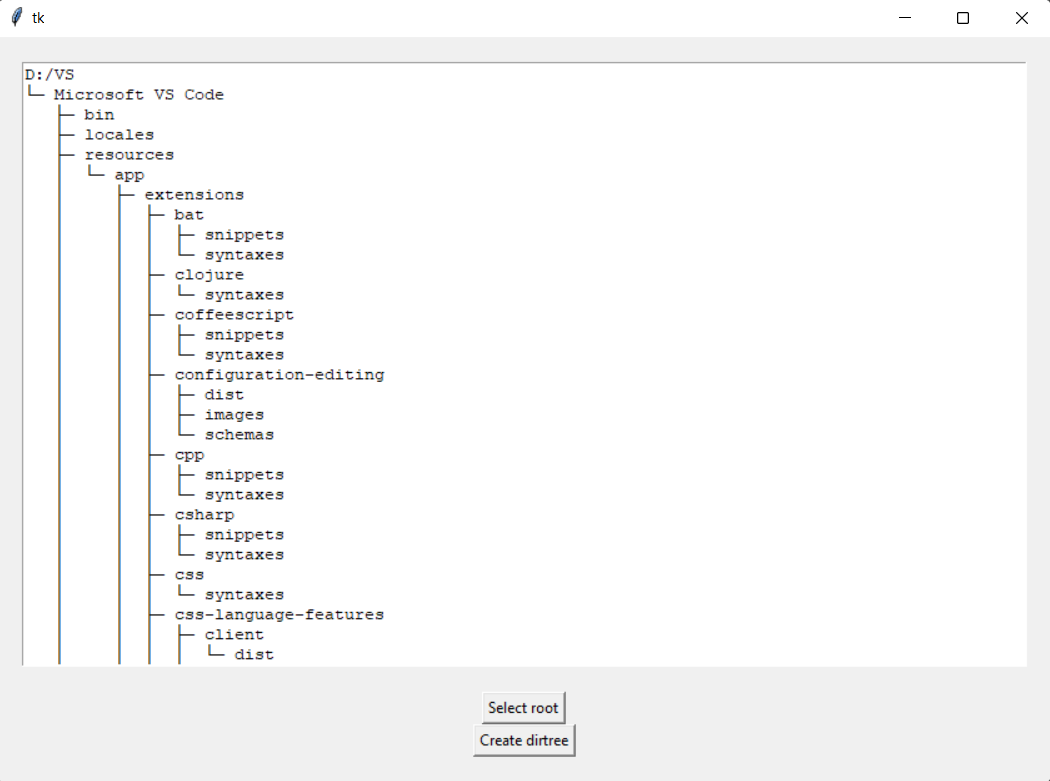 tk
D:/VS
└─ Microsoft VS Code
   ├─ bin
   ├─ locales
   ├─ resources
   │  └─ app
   │     ├─ extensions
   │     │  ├─ bat
   │     │  │  ├─ snippets
   │     │  │  └─ syntaxes
   │     │  ├─ clojure
   │     │  │  └─ syntaxes
   │     │  ├─ coffeescript
   │     │  │  ├─ snippets
   │     │  │  └─ syntaxes
   │     │  ├─ configuration-editing
   │     │  │  ├─ dist
   │     │  │  ├─ images
   │     │  │  └─ schemas
   │     │  ├─ cpp
   │     │  │  ├─ snippets
   │     │  │  └─ syntaxes
   │     │  ├─ csharp
   │     │  │  ├─ snippets
   │     │  │  └─ syntaxes
   │     │  ├─ css
   │     │  │  └─ syntaxes
   │     │  ├─ css-language-features
   │     │  │  ├─ client
   │     │  │  │  └─ dist
Select root
Create dirtree